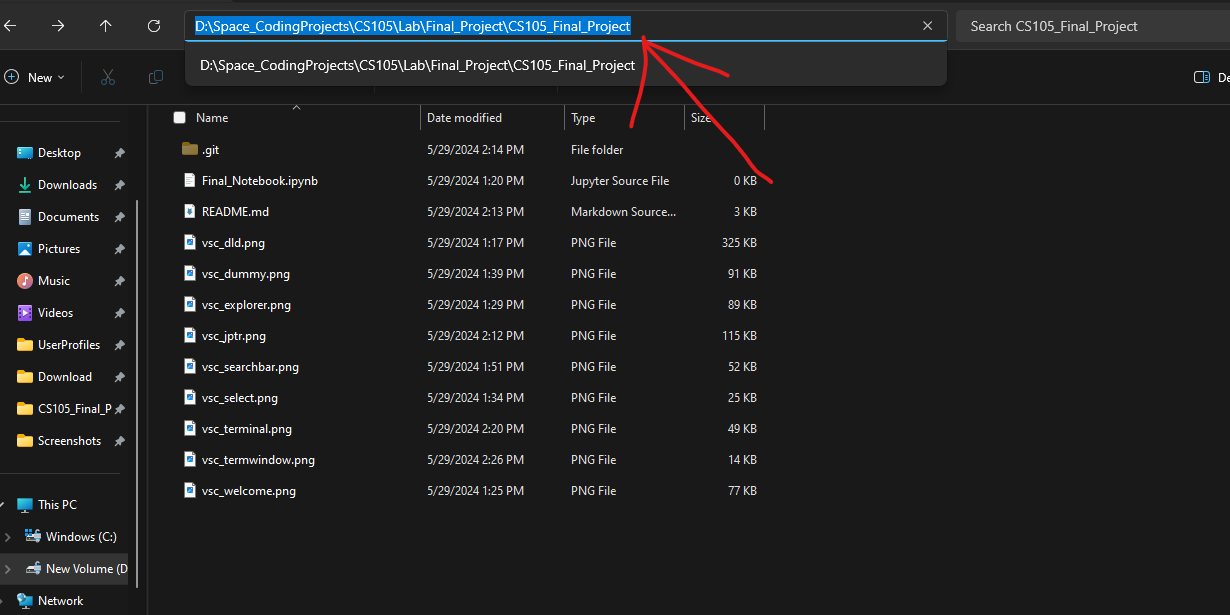 D:\Space_CodingProjects\CS105\Lab\Final_Project\CS105_Final_Project
Search CS105_Final_Project
D:\Space_CodingProjects\CS105\Lab\Final_Project\CS105_Final_Project
New
De
Name Date modified Type Size
.git 5/29/2024 2:14 PM File folder
Final_Notebook.ipynb 5/29/2024 1:20 PM Jupyter Source File 0 KB
README.md 5/29/2024 2:13 PM Markdown Source... 3 KB
vsc_dld.png 5/29/2024 1:17 PM PNG File 325 KB
vsc_dummy.png 5/29/2024 1:39 PM PNG File 91 KB
vsc_explorer.png 5/29/2024 1:29 PM PNG File 89 KB
vsc_jptr.png 5/29/2024 2:12 PM PNG File 115 KB
vsc_searchbar.png 5/29/2024 1:51 PM PNG File 52 KB
vsc_select.png 5/29/2024 1:34 PM PNG File 25 KB
vsc_terminal.png 5/29/2024 2:20 PM PNG File 49 KB
vsc_termwindow.png 5/29/2024 2:26 PM PNG File 14 KB
vsc_welcome.png 5/29/2024 1:25 PM PNG File 77 KB
Desktop
Downloads
Documents
Pictures
Music
Videos
UserProfiles
Download
CS105_Final_P
Screenshots
This PC
Windows (C:)
New Volume (D
Network